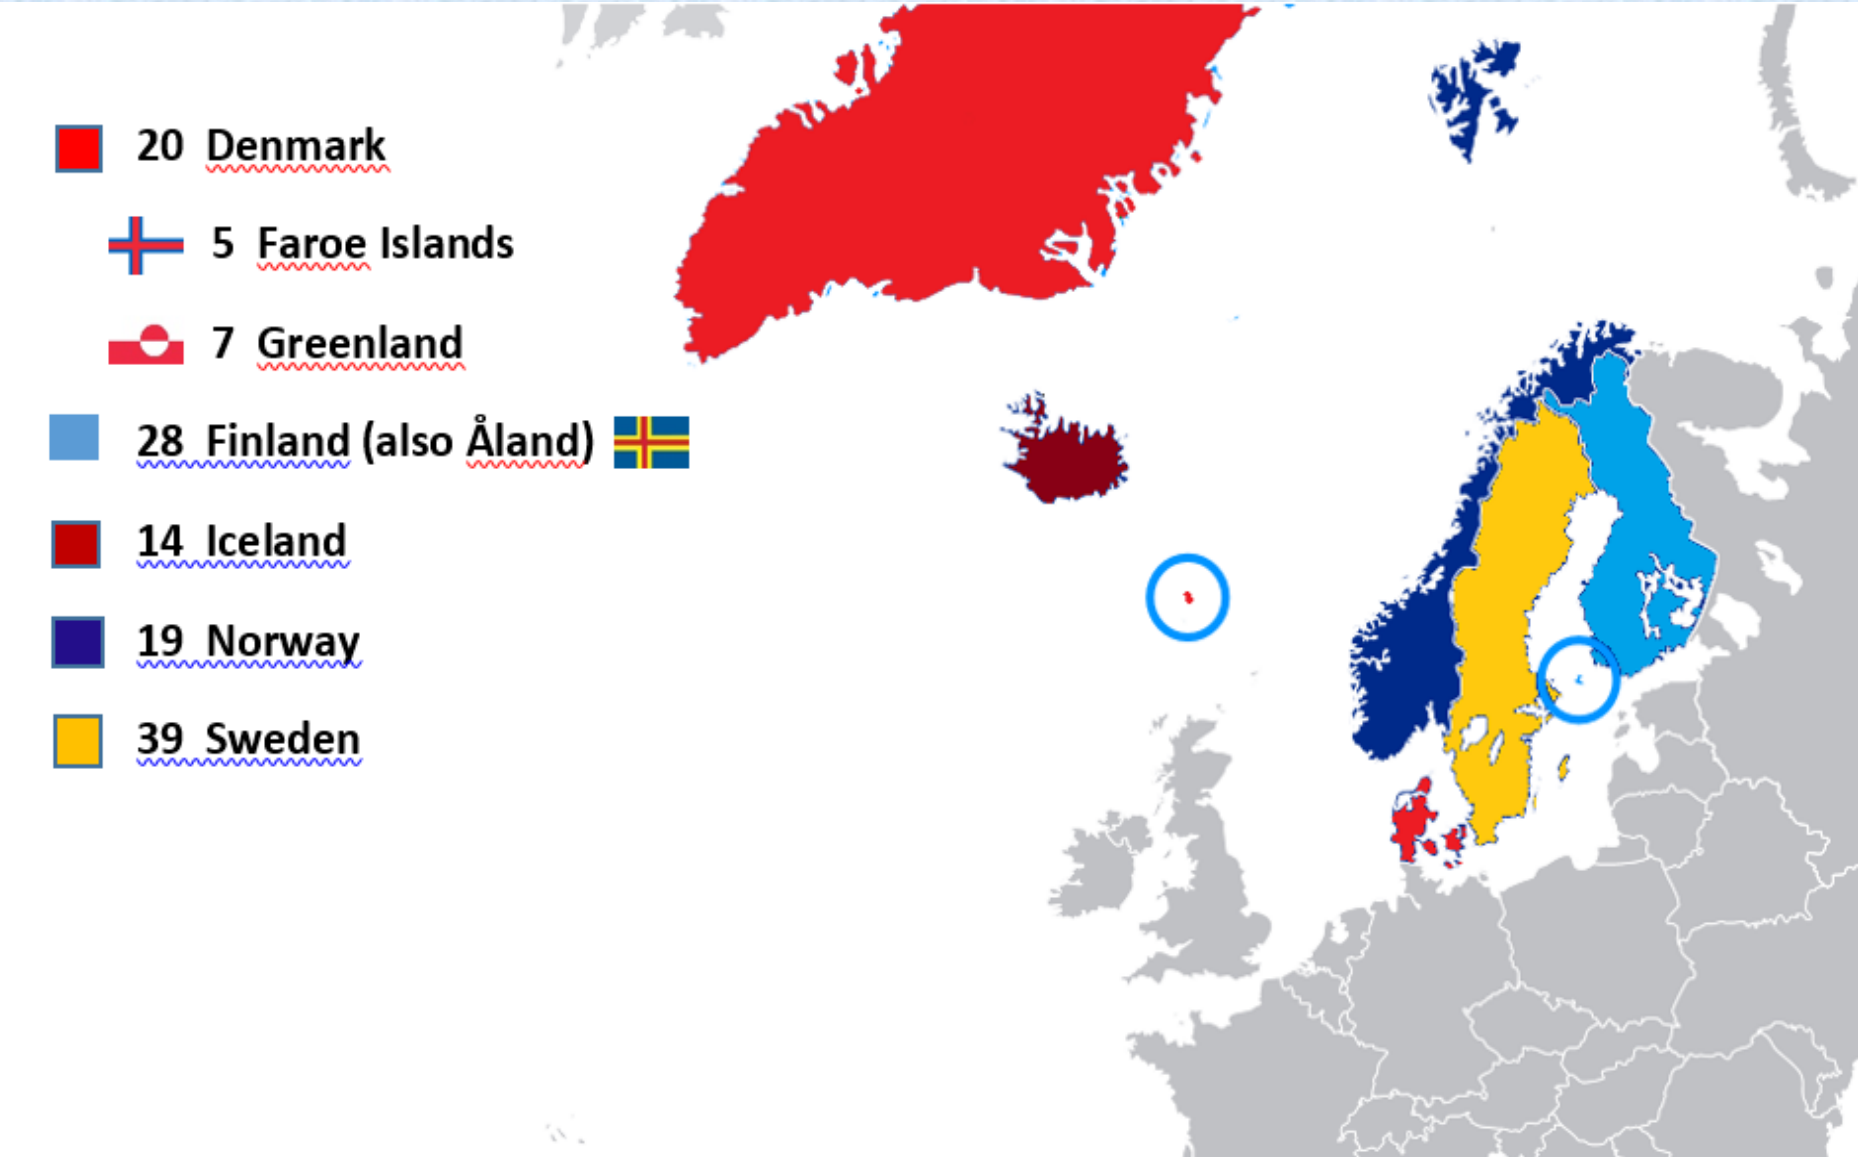 20 Denmark
5 Faroe Islands
7 Greenland
28 Finland (also Åland)
14 Iceland
19 Norway
39 Sweden